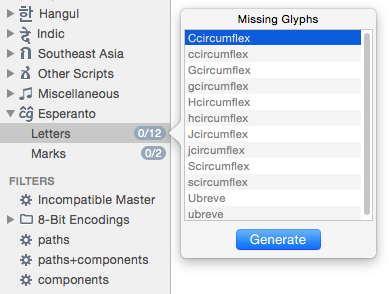 हिं Hangul
ह Indic
គ Southeast Asia
Other Scripts
Miscellaneous
ĉĝ Esperanto
Letters 0/12
Marks 0/2
FILTERS
Incompatible Master
8-Bit Encodings
paths
paths+components
components
Missing Glyphs
Ccircumflex
ccircumflex
Gcircumflex
gcircumflex
Hcircumflex
hcircumflex
Jcircumflex
jcircumflex
Scircumflex
scircumflex
Ubreve
ubreve
Generate